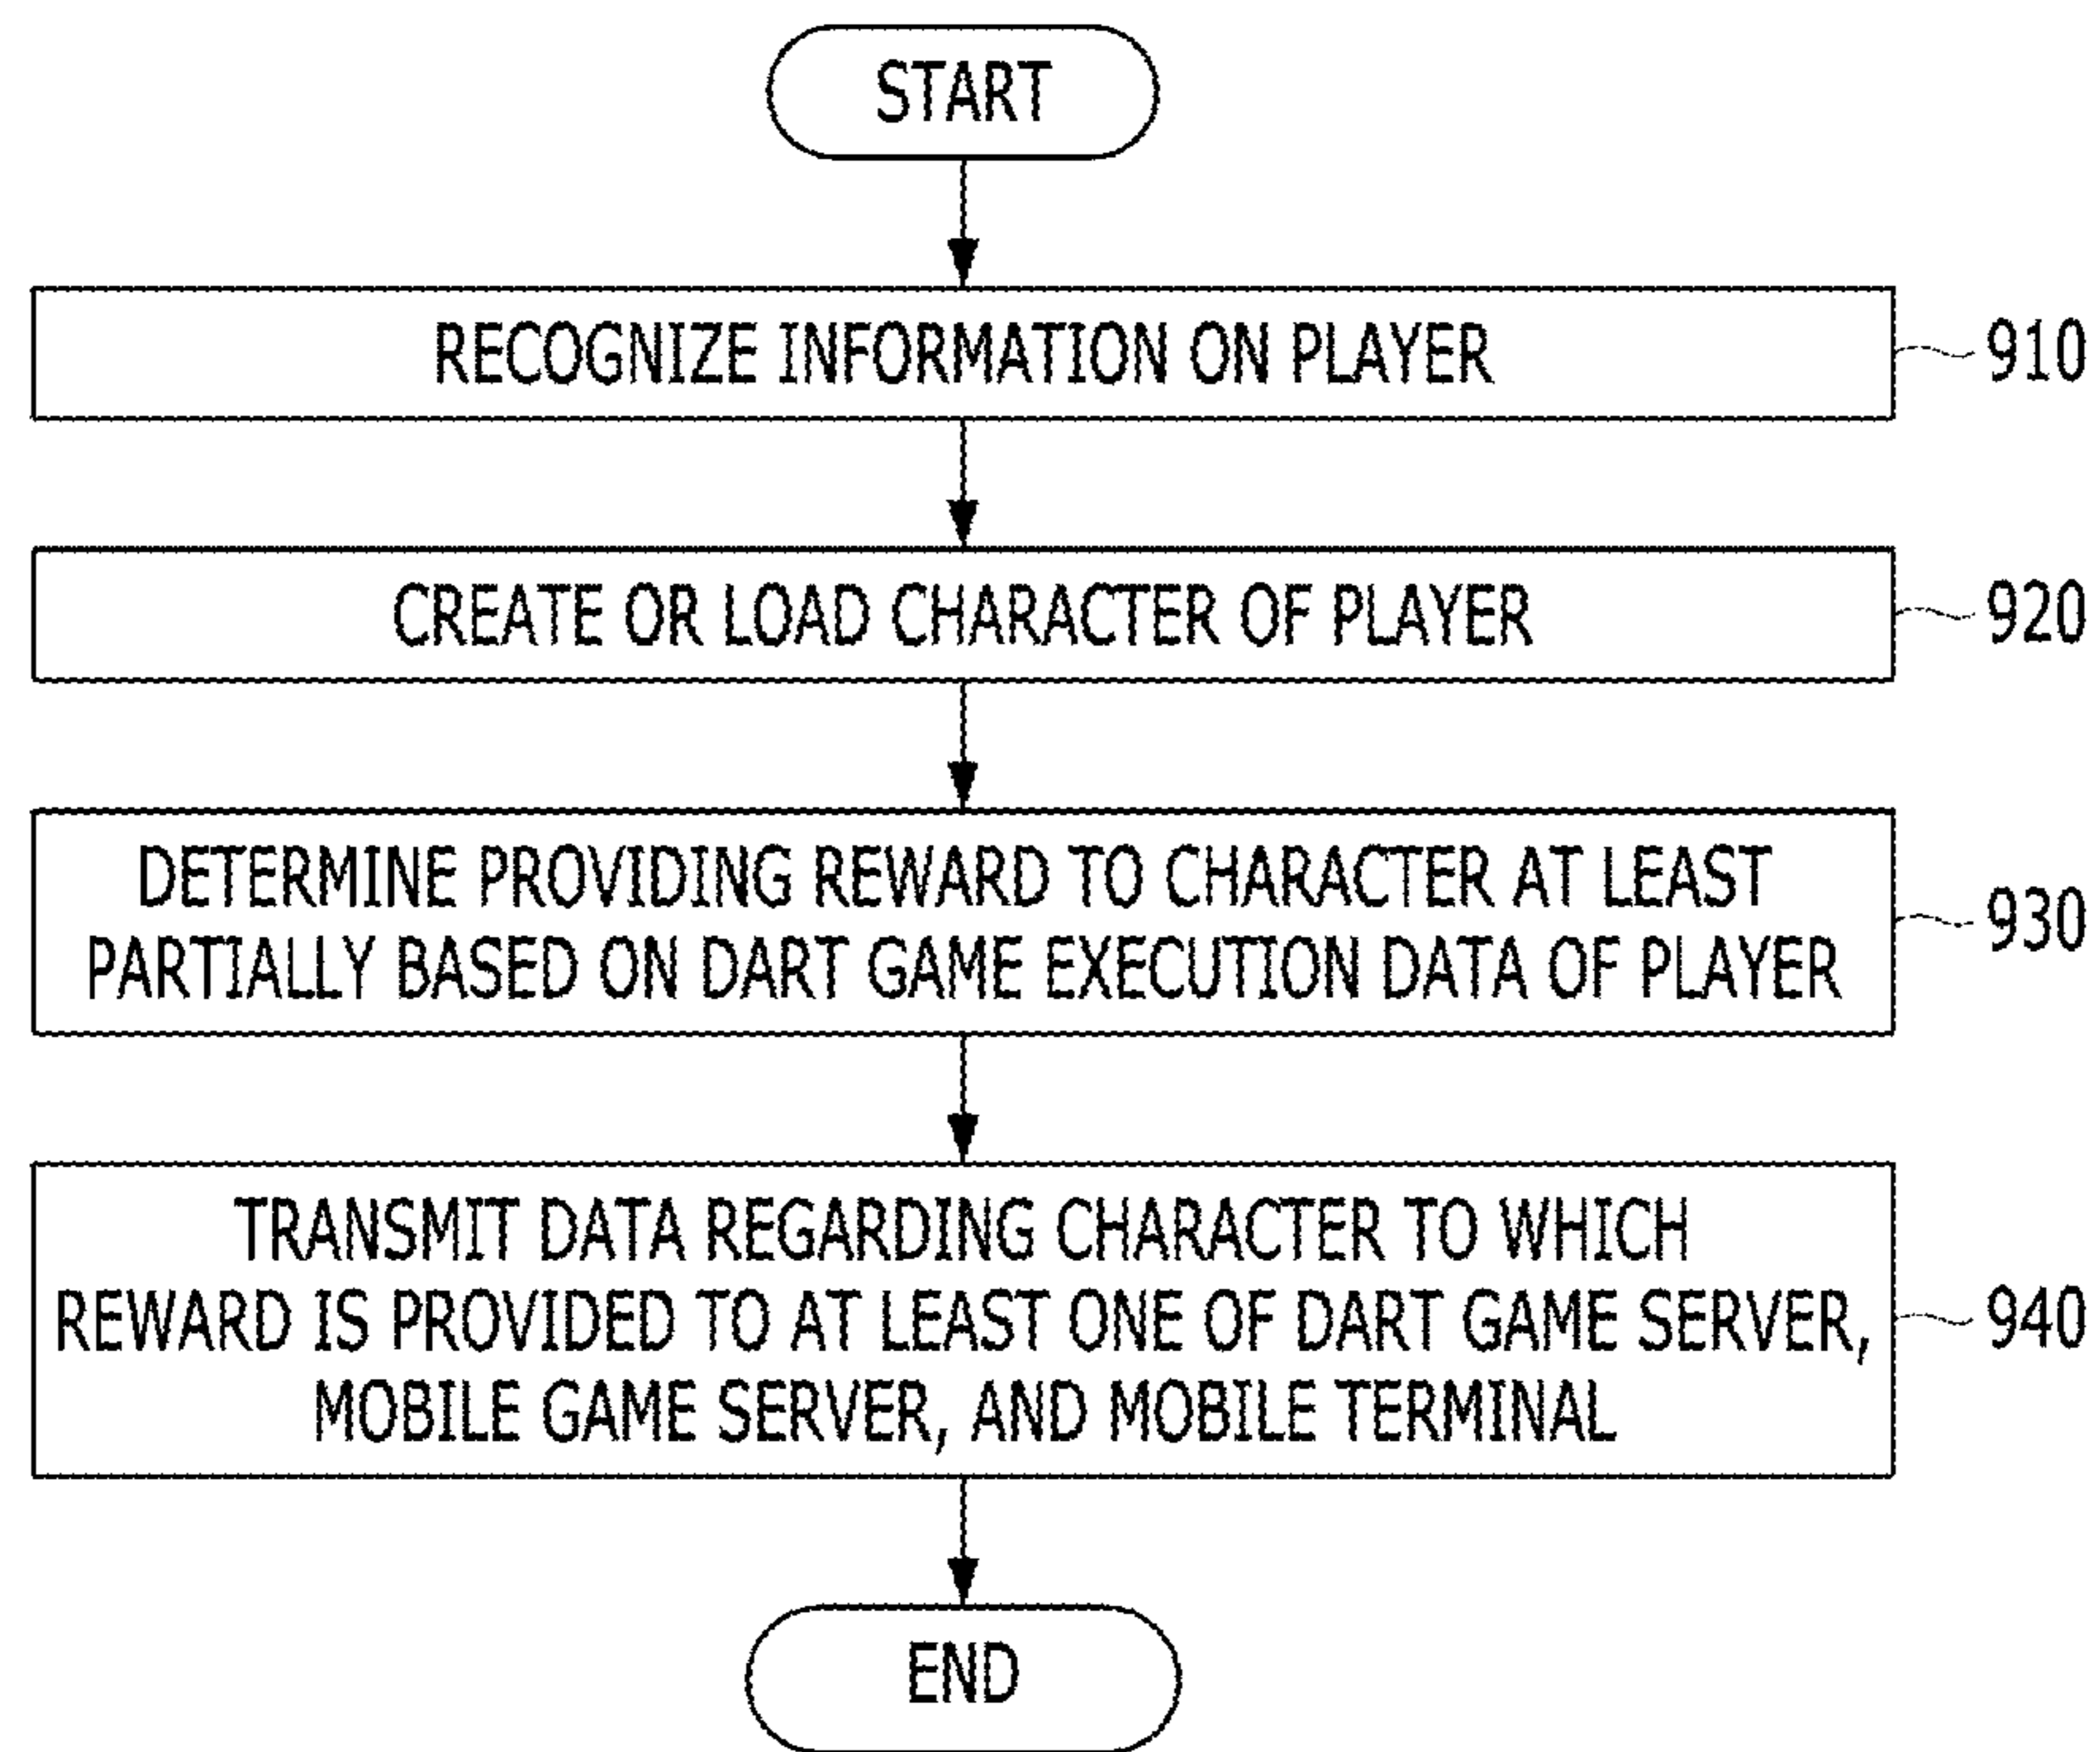 START
RECOGNIZE INFORMATION ON PLAYER
910
CREATE OR LOAD CHARACTER OF PLAYER
920
DETERMINE PROVIDING REWARD TO CHARACTER AT LEAST
PARTIALLY BASED ON DART GAME EXECUTION DATA OF PLAYER
930
TRANSMIT DATA REGARDING CHARACTER TO WHICH
REWARD IS PROVIDED TO AT LEAST ONE OF DART GAME SERVER,
MOBILE GAME SERVER, AND MOBILE TERMINAL
940
END